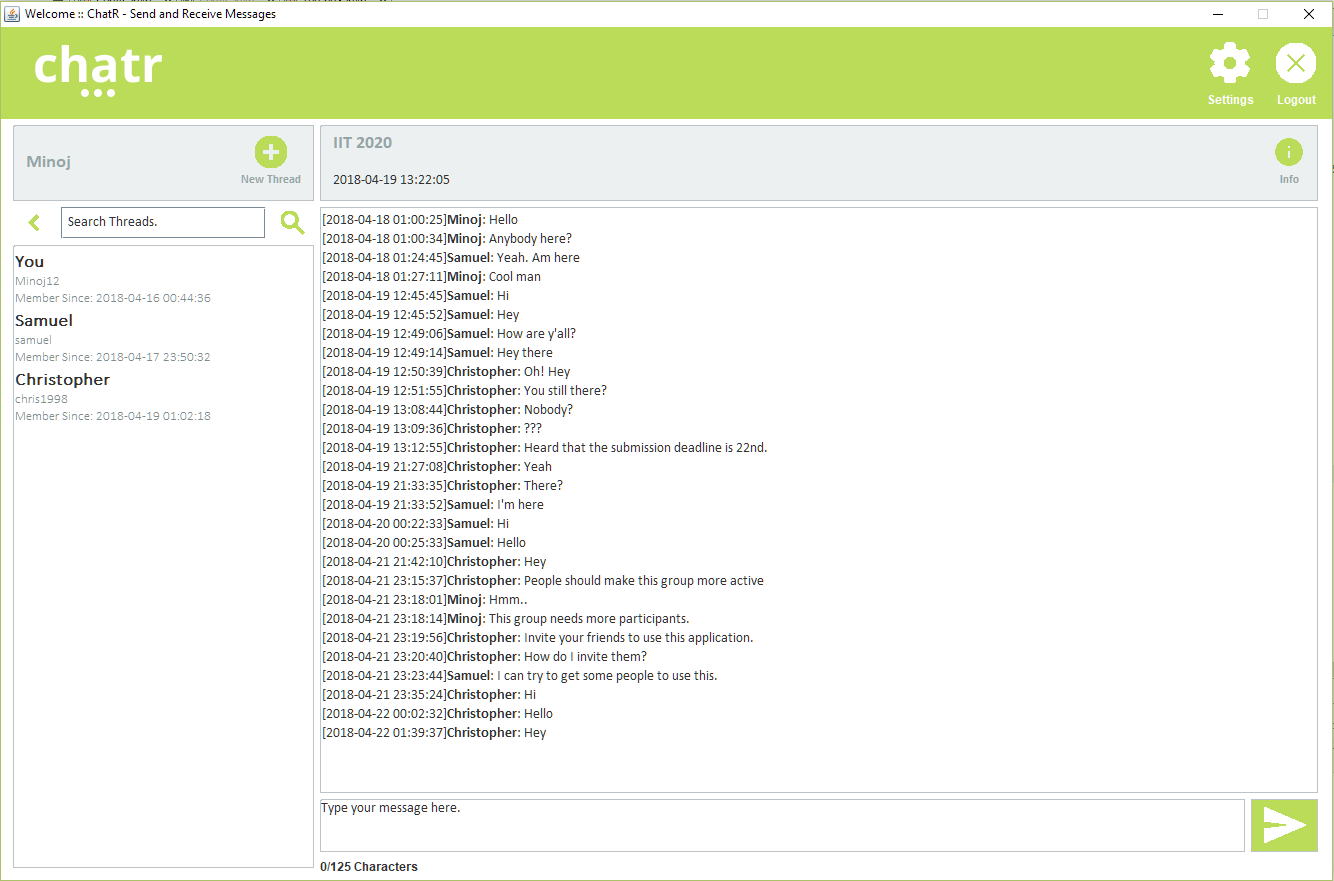 Welcome :: ChatR - Send and Receive Messages
chatr
Settings
Logout
Minoj
New Thread
IIT 2020
2018-04-19 13:22:05
Info
Search Threads.
You
Minoj12
Member Since: 2018-04-16 00:44:36
Samuel
samuel
Member Since: 2018-04-17 23:50:32
Christopher
chris1998
Member Since: 2018-04-19 01:02:18
[2018-04-18 01:00:25]Minoj: Hello
[2018-04-18 01:00:34]Minoj: Anybody here?
[2018-04-18 01:24:45]Samuel: Yeah. Am here
[2018-04-18 01:27:11]Minoj: Cool man
[2018-04-19 12:45:45]Samuel: Hi
[2018-04-19 12:45:52]Samuel: Hey
[2018-04-19 12:49:06]Samuel: How are y'all?
[2018-04-19 12:49:14]Samuel: Hey there
[2018-04-19 12:50:39]Christopher: Oh! Hey
[2018-04-19 12:51:55]Christopher: You still there?
[2018-04-19 13:08:44]Christopher: Nobody?
[2018-04-19 13:09:36]Christopher: ???
[2018-04-19 13:12:55]Christopher: Heard that the submission deadline is 22nd.
[2018-04-19 21:27:08]Christopher: Yeah
[2018-04-19 21:33:35]Christopher: There?
[2018-04-19 21:33:52]Samuel: I'm here
[2018-04-20 00:22:33]Samuel: Hi
[2018-04-20 00:25:33]Samuel: Hello
[2018-04-21 21:42:10]Christopher: Hey
[2018-04-21 23:15:37]Christopher: People should make this group more active
[2018-04-21 23:18:01]Minoj: Hmm..
[2018-04-21 23:18:14]Minoj: This group needs more participants.
[2018-04-21 23:19:56]Christopher: Invite your friends to use this application.
[2018-04-21 23:20:40]Christopher: How do I invite them?
[2018-04-21 23:23:44]Samuel: I can try to get some people to use this.
[2018-04-21 23:35:24]Christopher: Hi
[2018-04-22 00:02:32]Christopher: Hello
[2018-04-22 01:39:37]Christopher: Hey
Type your message here.
0/125 Characters